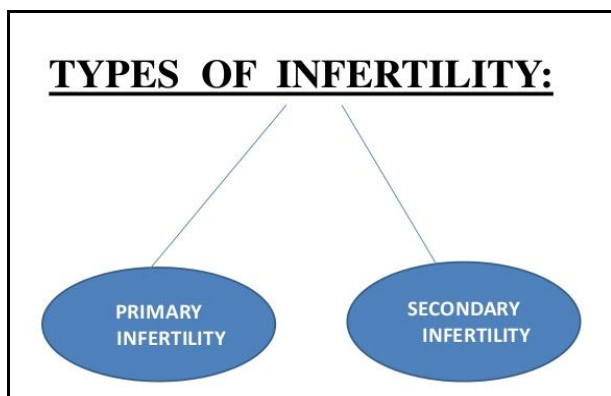 TYPES OF INFERTILITY:
PRIMARY
INFERTILITY
SECONDARY
INFERTILITY